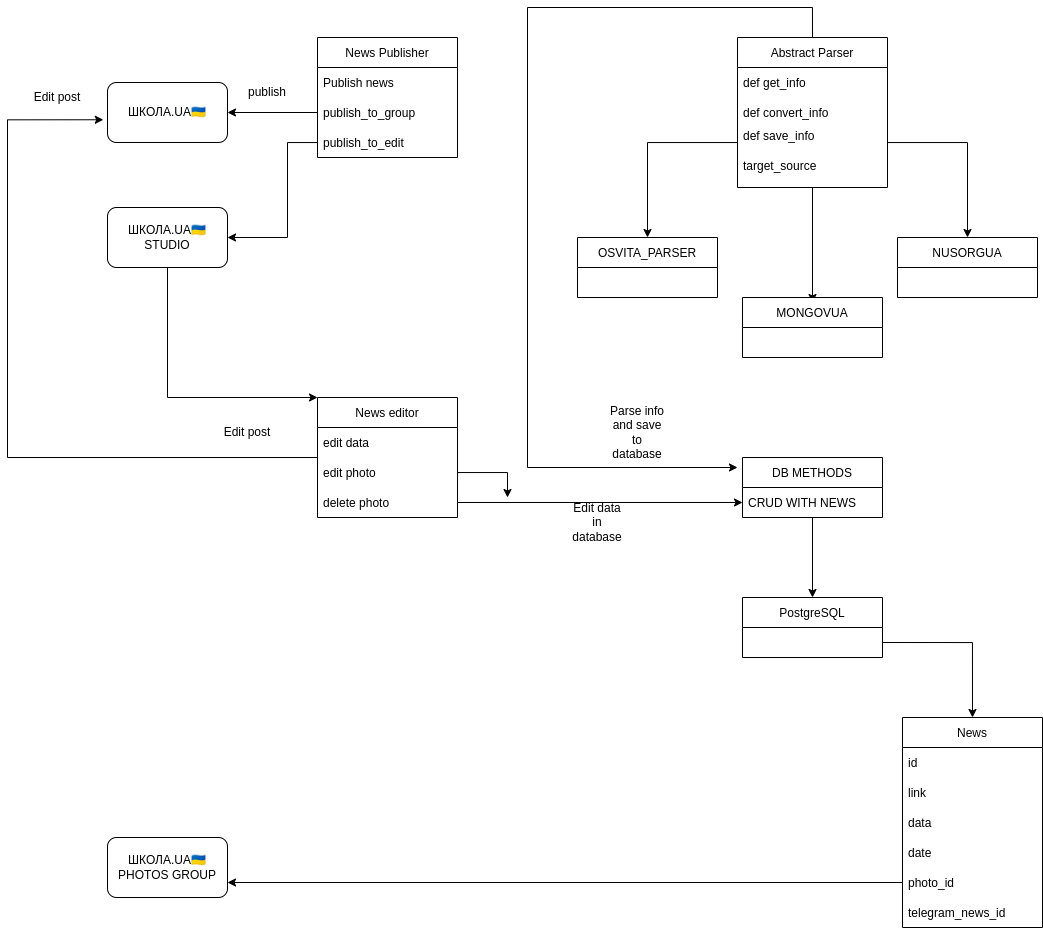 News Publisher
Publish news
publish_to_group
publish_to_edit
Abstract Parser
def get_info
def convert_info
def save_info
target_source
Edit post
ШКОЛА.UA🇺🇦
publish
ШКОЛА.UA🇺🇦
STUDIO
OSVITA_PARSER
NUSORGUA
MONGOVUA
News editor
edit data
edit photo
delete photo
Edit post
Parse info
and save
to
database
DB METHODS
CRUD WITH NEWS
Edit data
in
database
PostgreSQL
News
id
link
data
date
photo_id
telegram_news_id
ШКОЛА.UA🇺🇦
PHOTOS GROUP